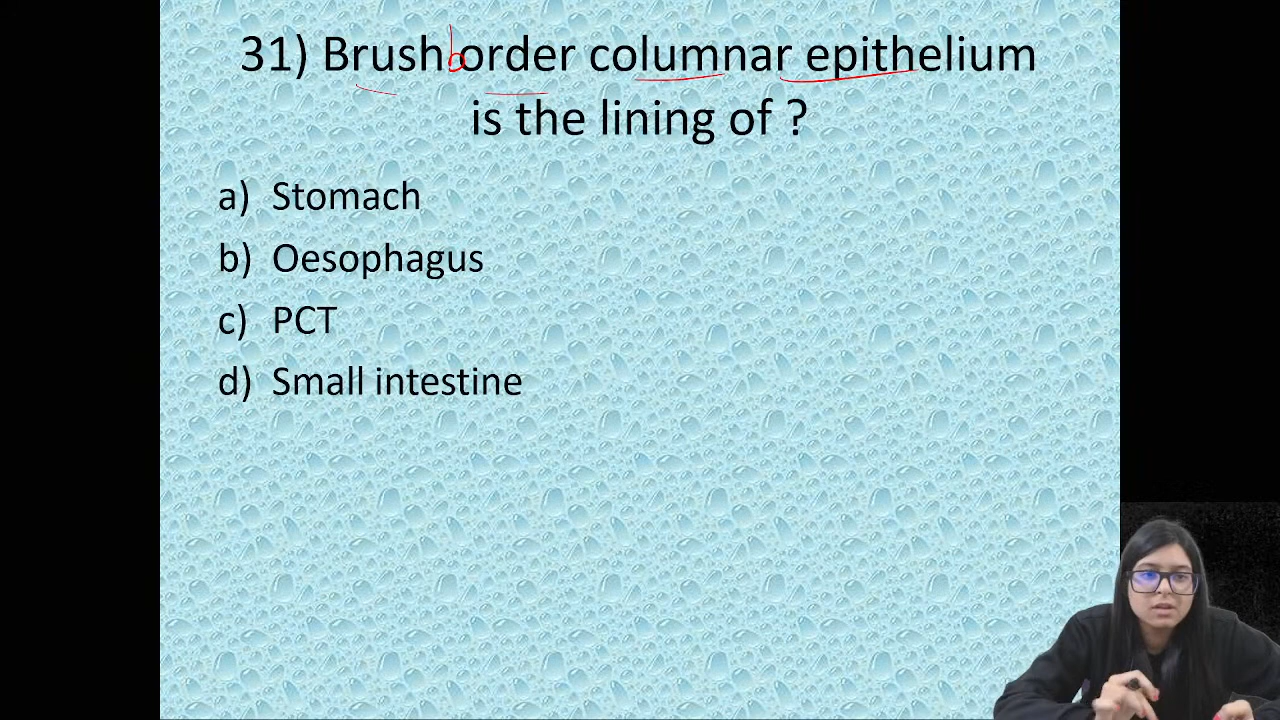 31) Brush border columnar epithelium
is the lining of ?
a) Stomach
b) Oesophagus
c) PCT
d) Small intestine